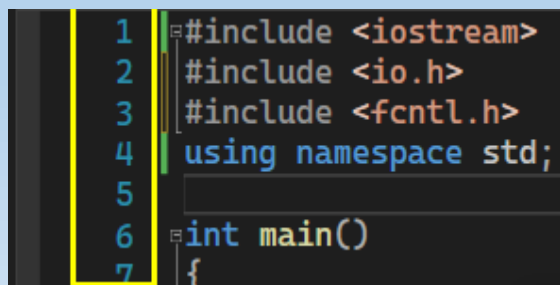 1 #include <iostream>
2 #include <io.h>
3 #include <fcntl.h>
4 using namespace std;
5
6 int main()
7 {